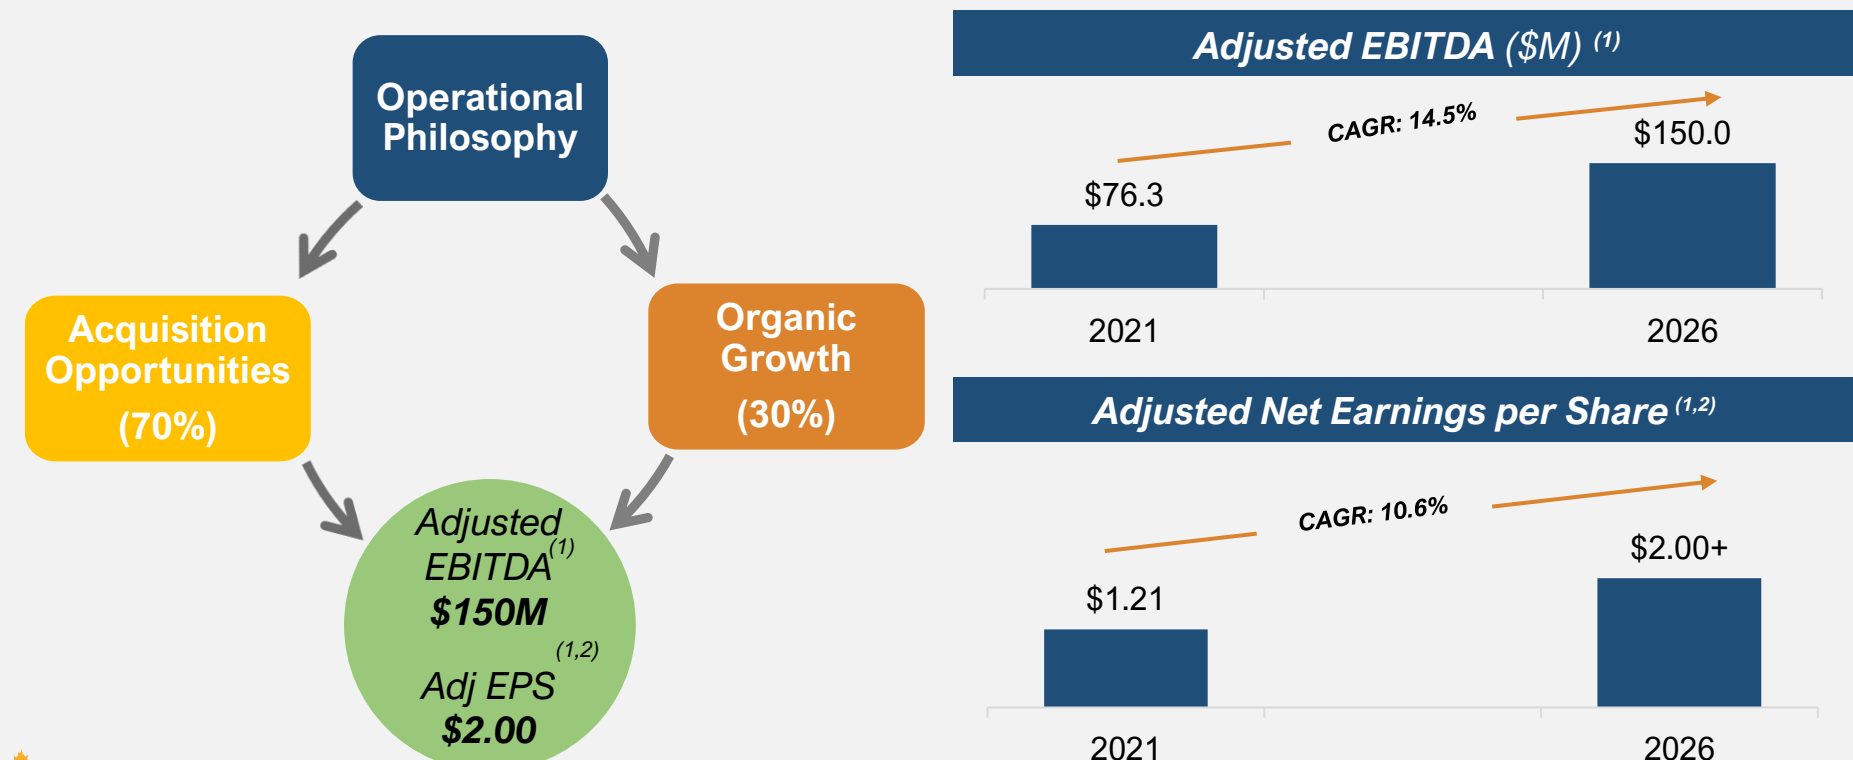 Operational
Philosophy
Acquisition
Opportunities
(70%)
Organic
Growth
(30%)
Adjusted
EBITDA(1)
$150M
(1,2)
Adj EPS
$2.00
Adjusted EBITDA ($M) (1)
CAGR: 14.5%
$76.3
$150.0
2021
2026
Adjusted Net Earnings per Share (1,2)
CAGR: 10.6%
$1.21
$2.00+
2021
2026